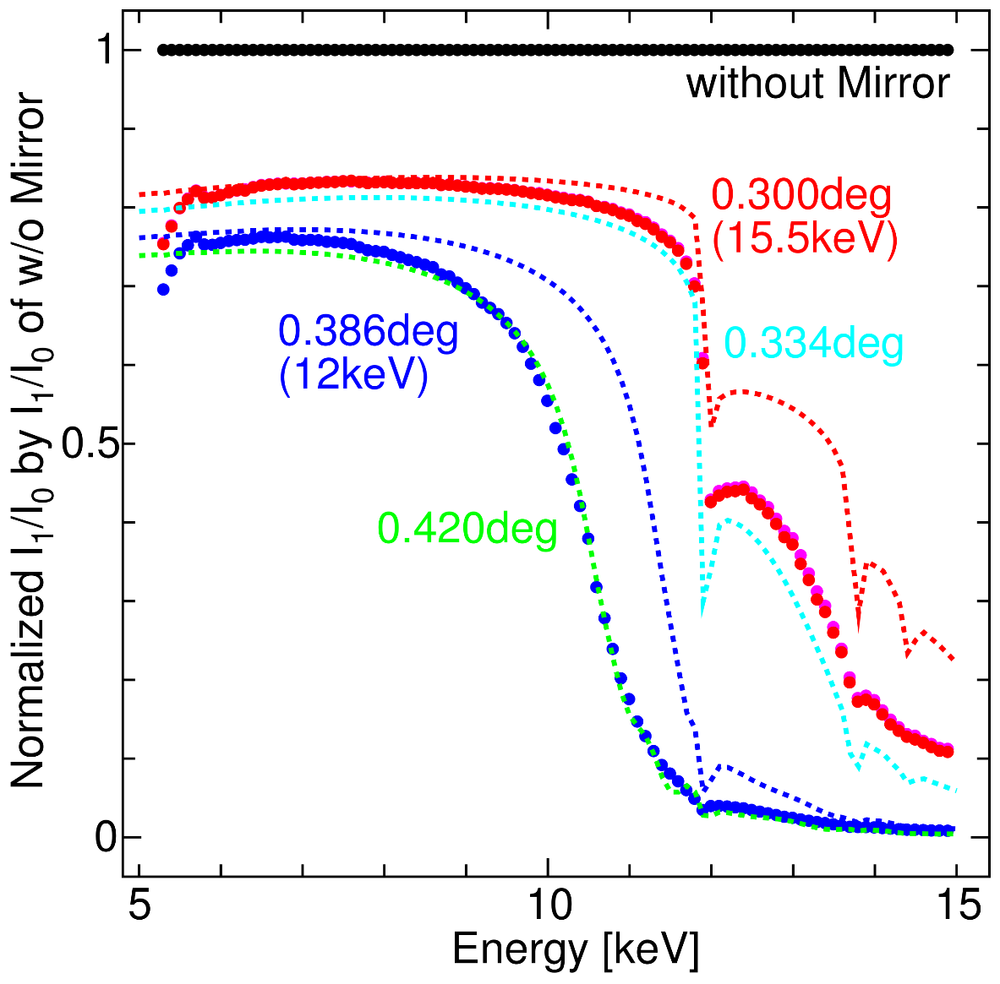 1
without Mirror
0.300deg
(15.5keV)
0.386deg
(12keV)
0.334deg
0.5
0.420deg
0
5
10
15
Energy [keV]
Normalized I1/I0 by I1/I0 of w/o Mirror